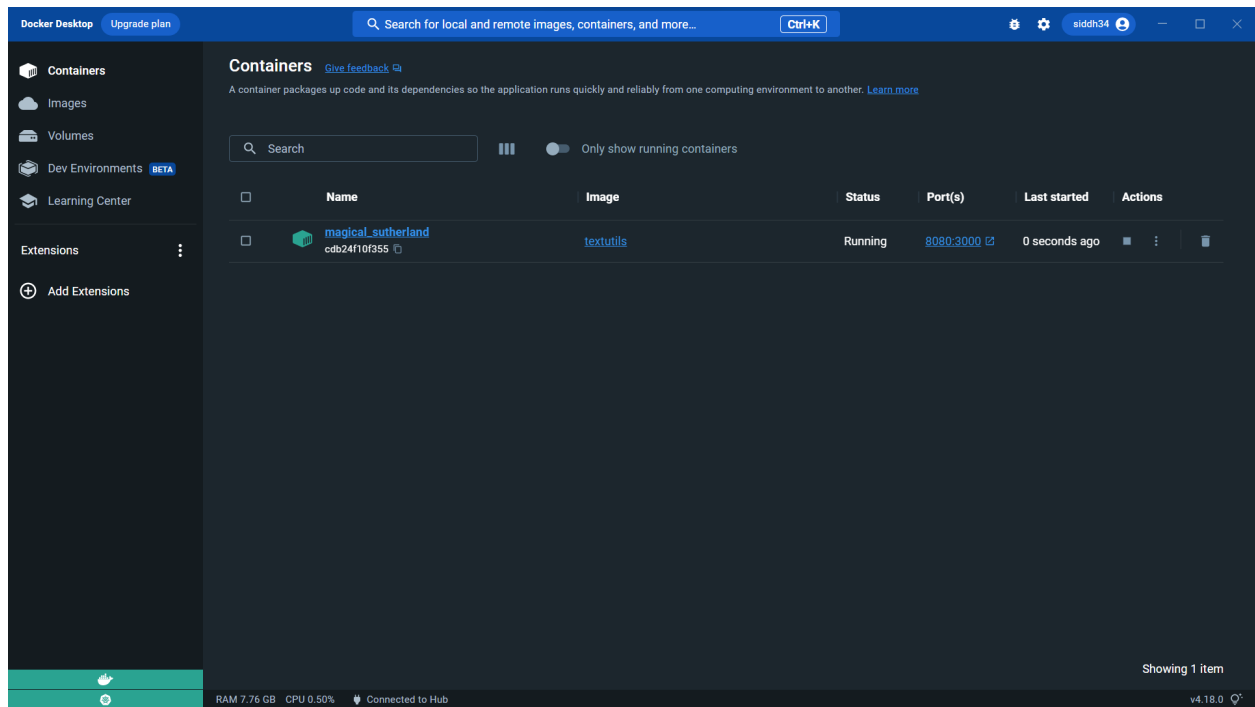 Docker Desktop Upgrade plan Search for local and remote images, containers, and more... Ctrl+K siddh34
Containers
Images
Volumes
Dev Environments BETA
Learning Center
Extensions
Add Extensions
Containers Give feedback
A container packages up code and its dependencies so the application runs quickly and reliably from one computing environment to another. Learn more
Search Only show running containers
Name Image Status Port(s) Last started Actions
magical_sutherland textutils Running 8080:3000 0 seconds ago
cdb24f10f355
Showing 1 item
RAM 7.76 GB CPU 0.50% Connected to Hub v4.18.0